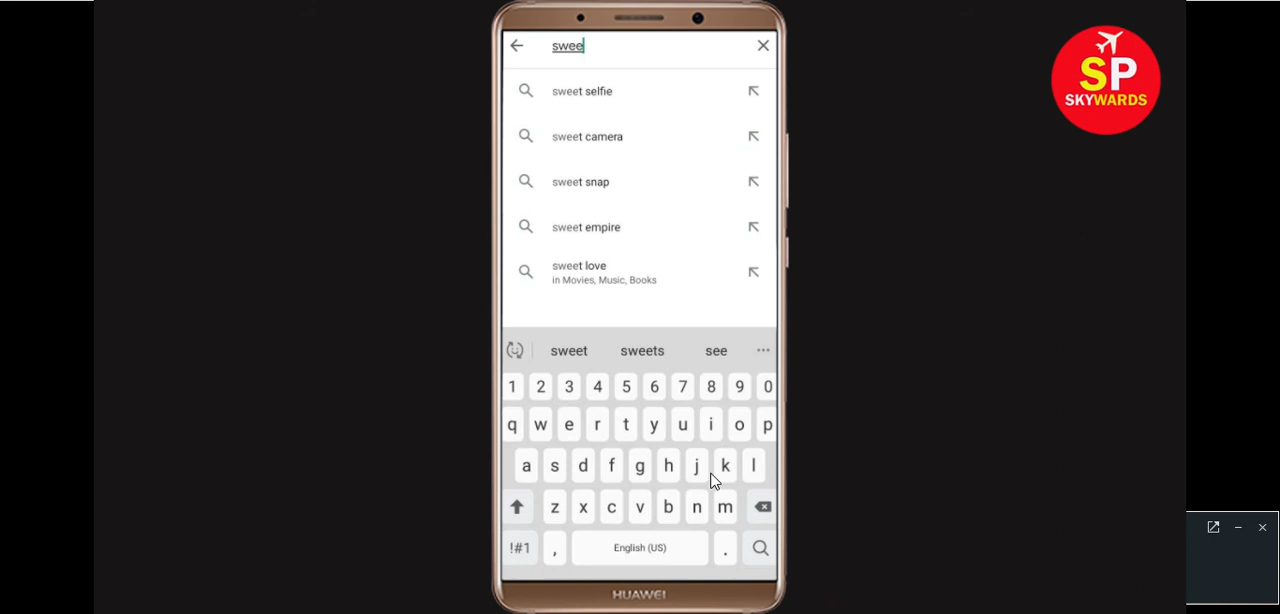 swee
SP
SKYWARDS
sweet selfie
sweet camera
sweet snap
sweet empire
sweet love
in Movies, Music, Books
sweet sweets see ...
1 2 3 4 5 6 7 8 9 0
q w e r t y u i o p
a s d f g h j k l
z x c v b n m
!#1 , English (US) .
HUAWEI